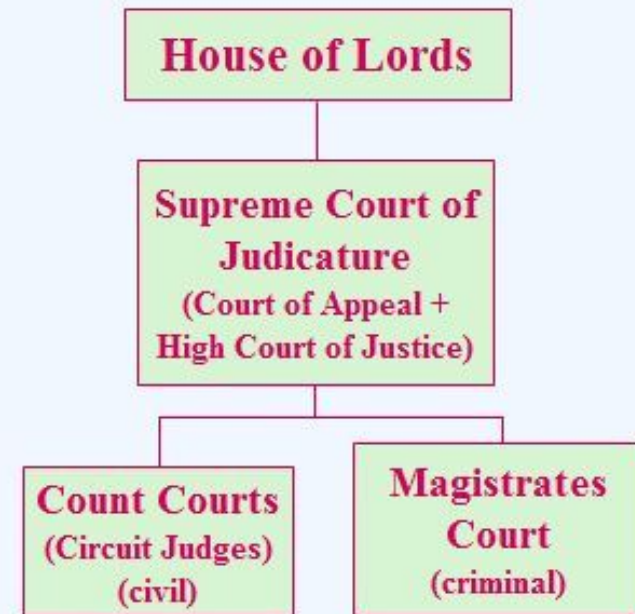 House of Lords
Supreme Court of
Judicature
(Court of Appeal +
High Court of Justice)
Count Courts
(Circuit Judges)
(civil)
Magistrates
Court
(criminal)